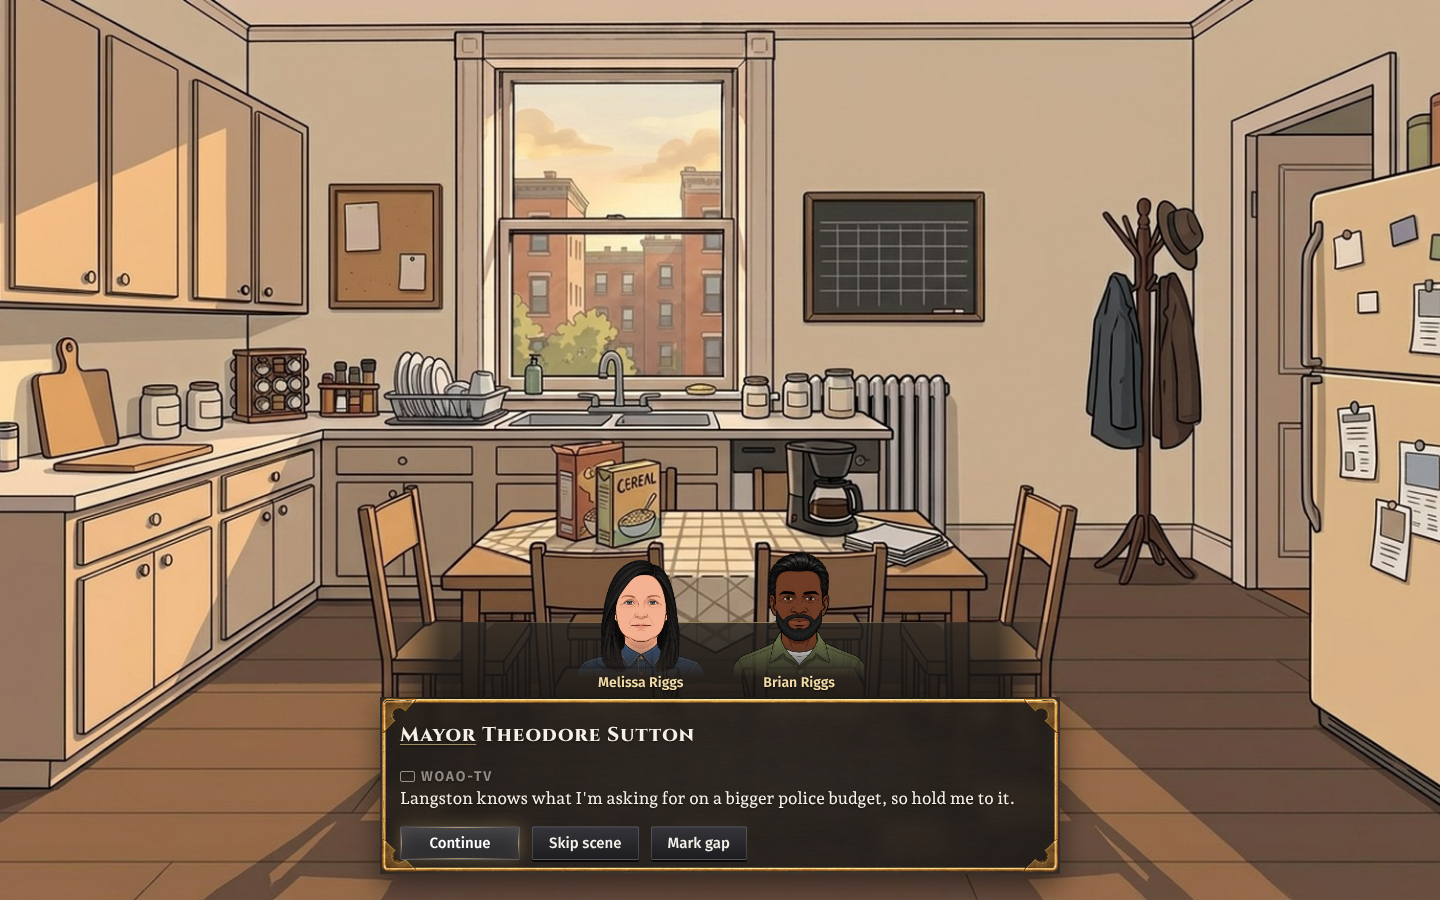 CEREAL
Melissa Riggs
Brian Riggs
Mayor Theodore Sutton
WOAO-TV
Langston knows what I'm asking for on a bigger police budget, so hold me to it.
Continue
Skip scene
Mark gap